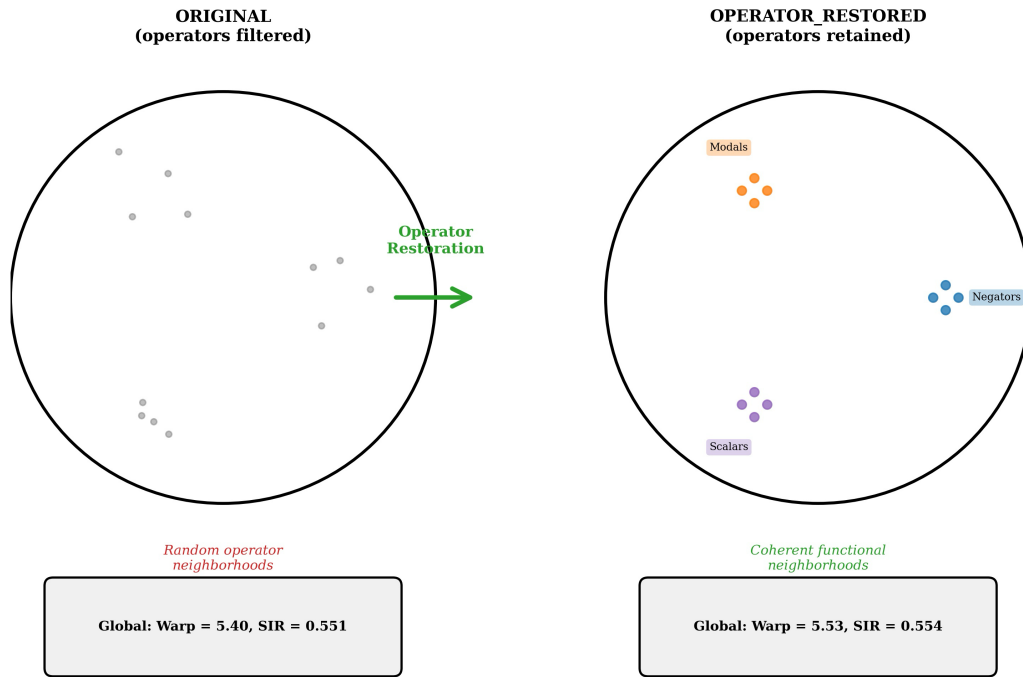 ORIGINAL
(operators filtered)
OPERATOR_RESTORED
(operators retained)
Modals
Operator
Restoration
Negators
Scalars
Random operator
neighborhoods
Coherent functional
neighborhoods
Global: Warp = 5.40, SIR = 0.551
Global: Warp = 5.53, SIR = 0.554